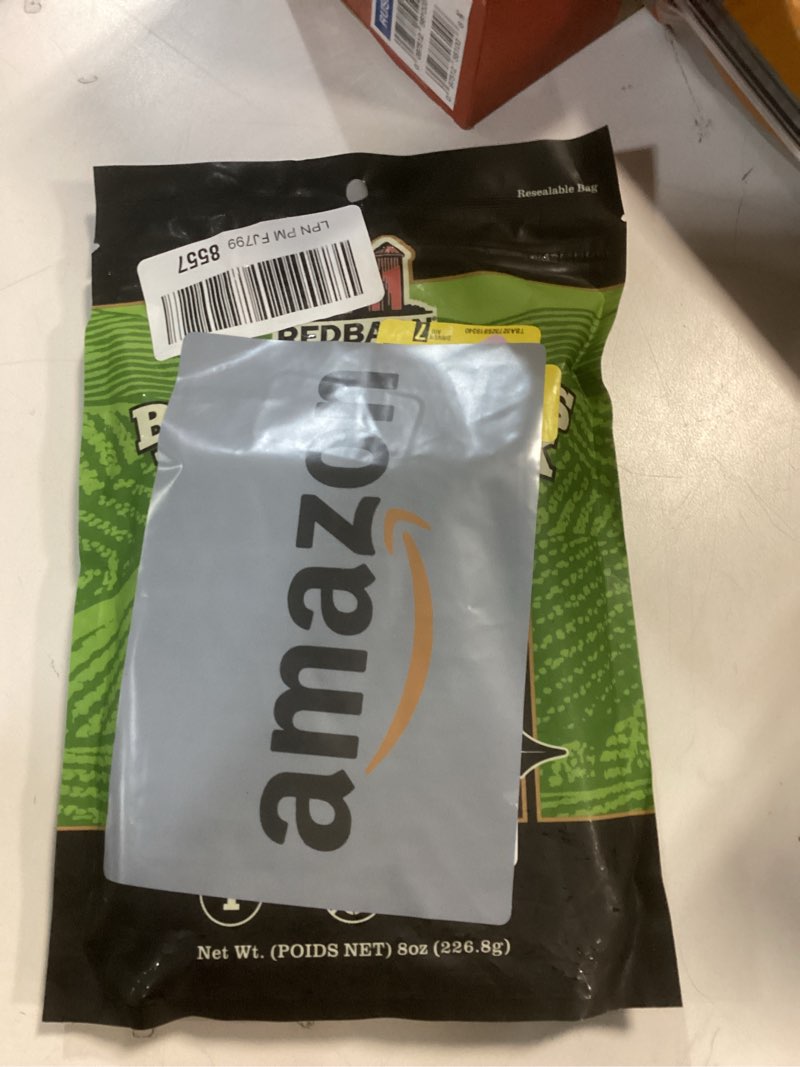 Resealable Bag
LPN PM FJ799 8557
REDBA
B
S
Y
amazon
Net Wt. (POIDS NET) 8oz (226.8g)